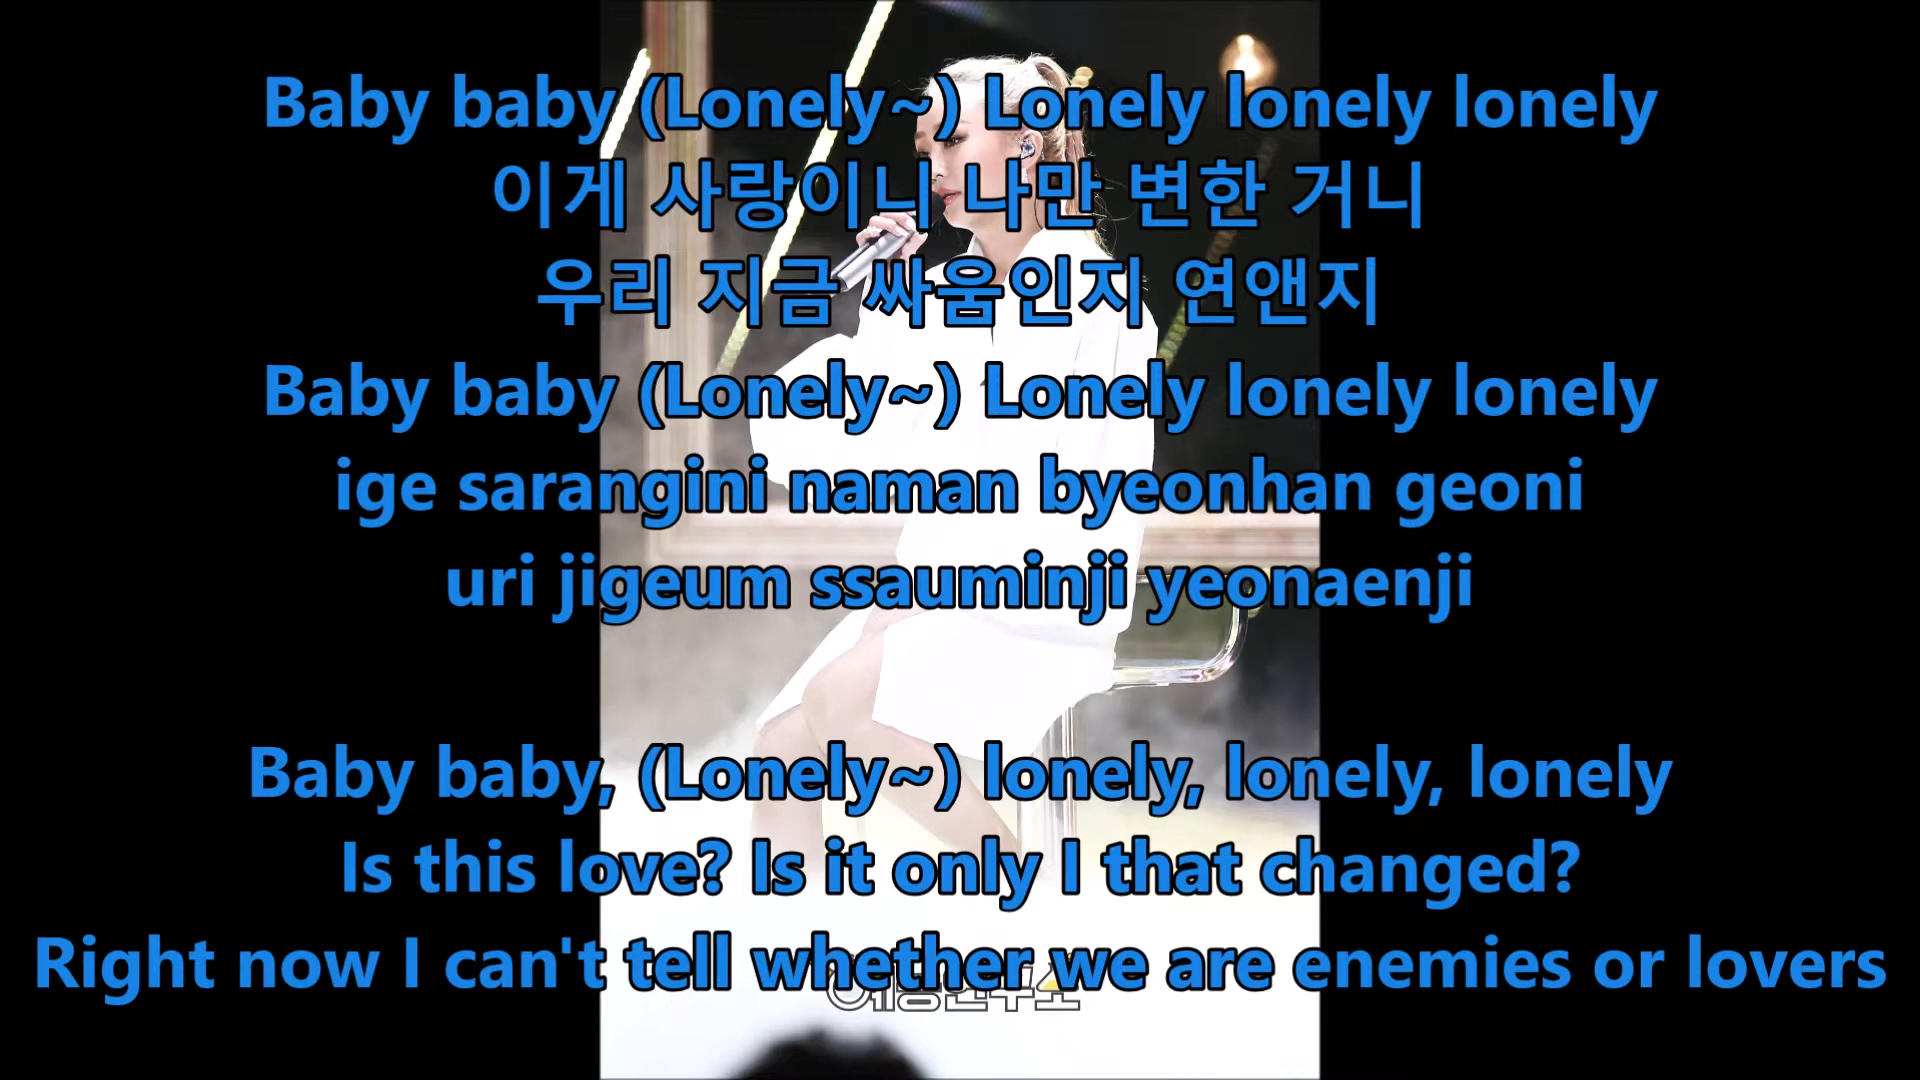 Baby baby (Lonely~) Lonely lonely lonely
이게 사랑이니 나만 변한 거니
우리 지금 싸움인지 연앤지
Baby baby (Lonely~) Lonely lonely lonely
ige sarangini naman byeonhan geoni
uri jigeum ssauminji yeonaenji
Baby baby, (Lonely~) lonely, lonely, lonely
Is this love? Is it only I that changed?
Right now I can't tell whether we are enemies or lovers